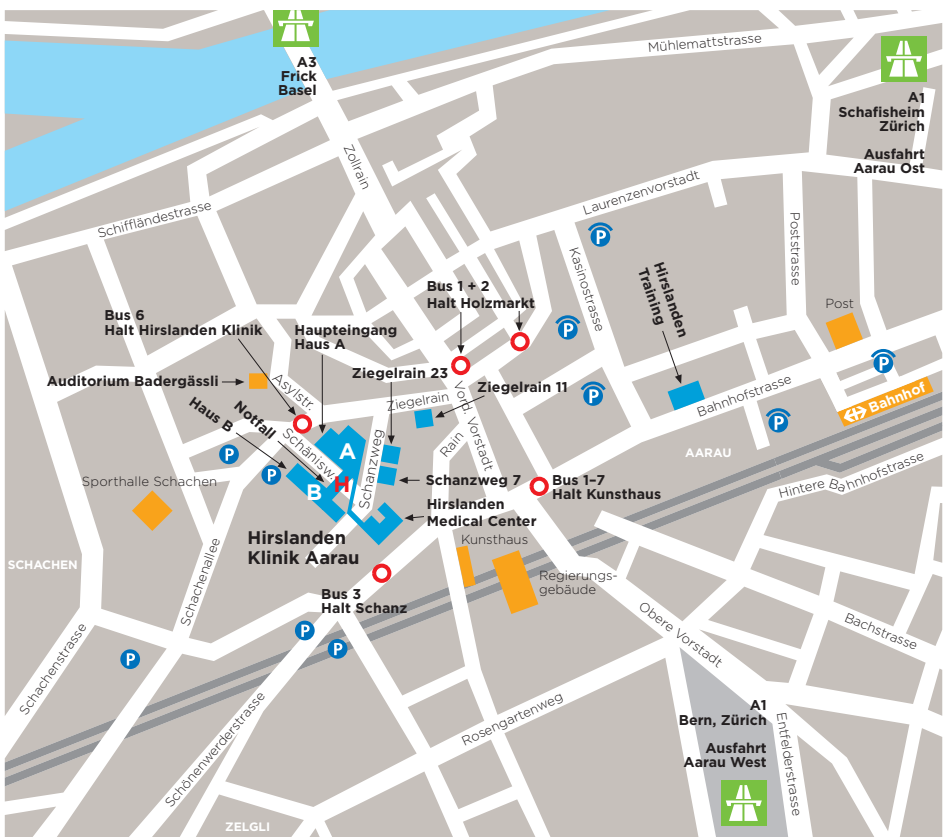 A3
Frick
Basel
Mühlemattstrasse
A1
Schafisheim
Zürich
Ausfahrt
Aarau Ost
Zollrain
Laurenzenvorstadt
Schiffländestrasse
P
Kasinostrasse
Poststrasse
Hirslanden
Training
Bus 1 + 2
Halt Holzmarkt
Post
Bus 6
Halt Hirslanden Klinik
Haupteingang
Haus A
P
P
Ziegelrain 23
Ziegelrain 11
Auditorium Badergässli
Asylstr.
Ziegelrain
Vord. Vorstadt
P
Bahnhofstrasse
Bahnhof
Haus B
Notfall
Schänisw.
A
Schanzweg
Rain
P
AARAU
P
P
Sporthalle Schachen
B
H
Schanzweg 7
Bus 1–7
Halt Kunsthaus
Hintere Bahnhofstrasse
Hirslanden
Medical Center
Hirslanden
Klinik Aarau
Kunsthaus
SCHACHEN
Schachenallee
Regierungs-
gebäude
Bus 3
Halt Schanz
Obere Vorstadt
Bachstrasse
P
P
P
Schachenstrasse
Schönenwerderstrasse
Rosengartenweg
A1
Bern, Zürich
Ausfahrt
Aarau West
Entfelderstrasse
ZELGLI